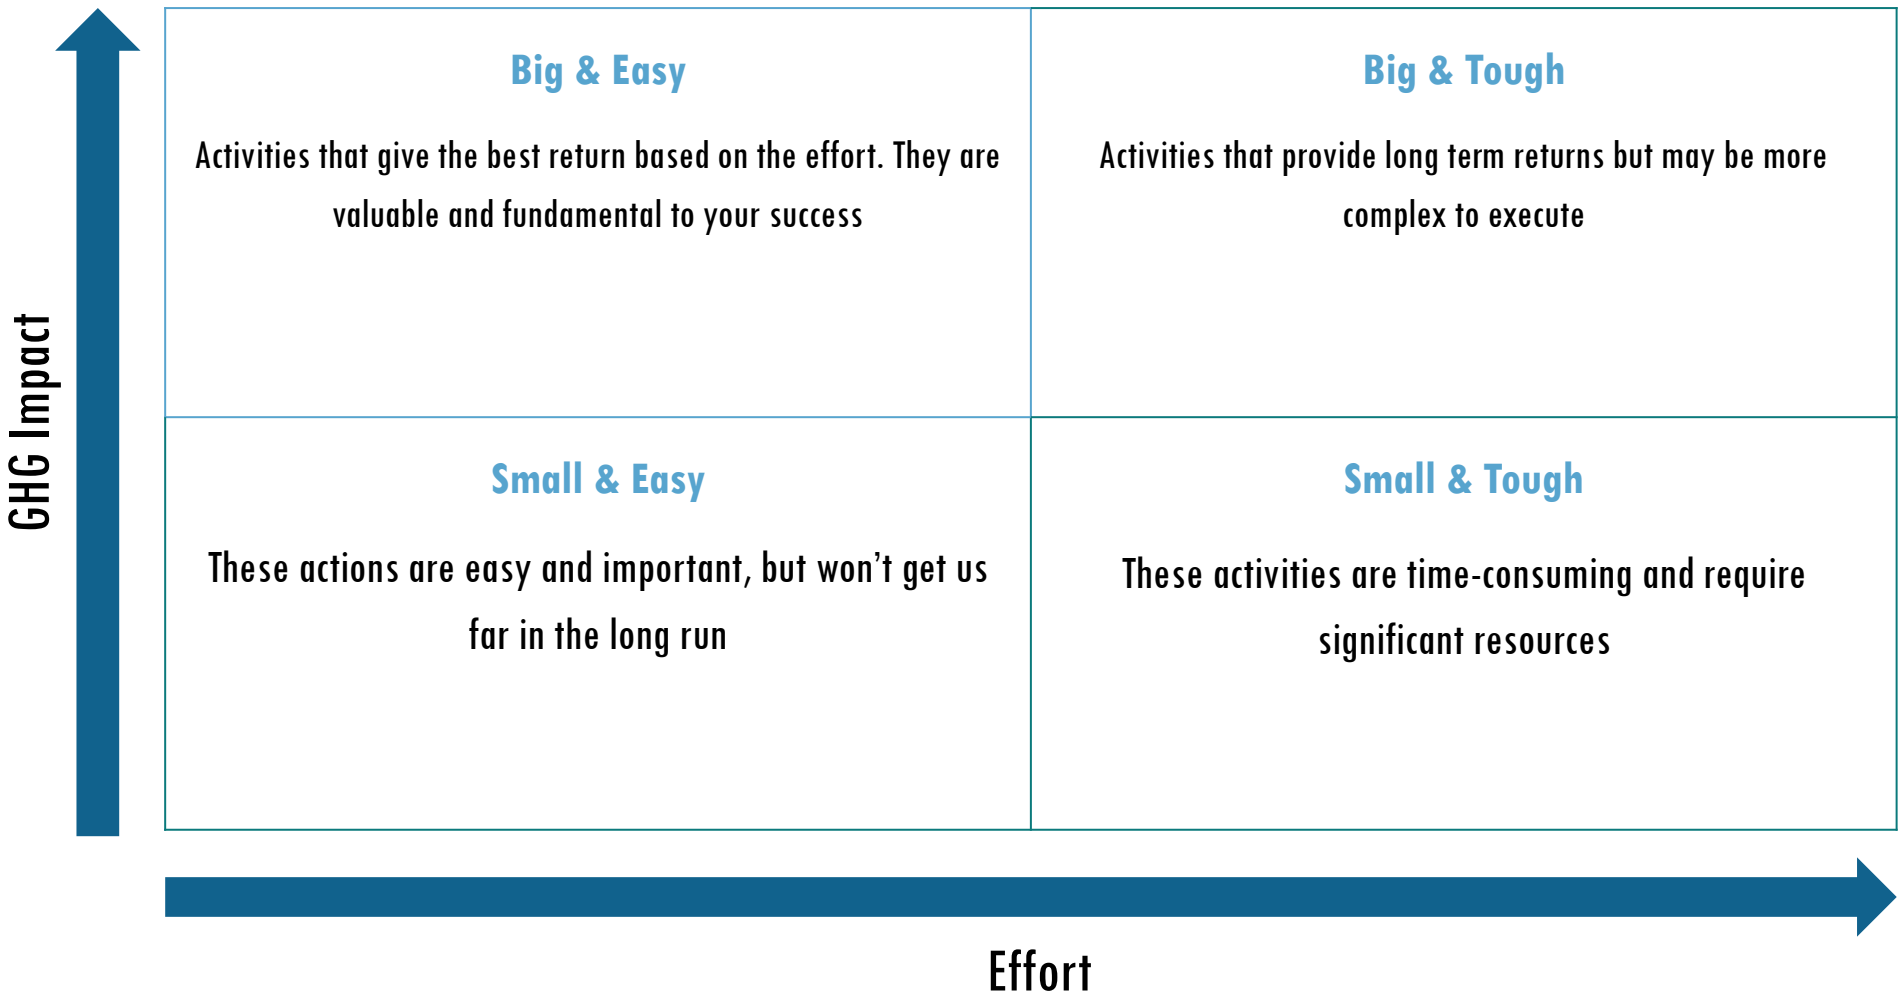 Big & Easy
Activities that give the best return based on the effort. They are
valuable and fundamental to your success
Big & Tough
Activities that provide long term returns but may be more
complex to execute
GHG Impact
Small & Easy
These actions are easy and important, but won’t get us
far in the long run
Small & Tough
These activities are time-consuming and require
significant resources
Effort